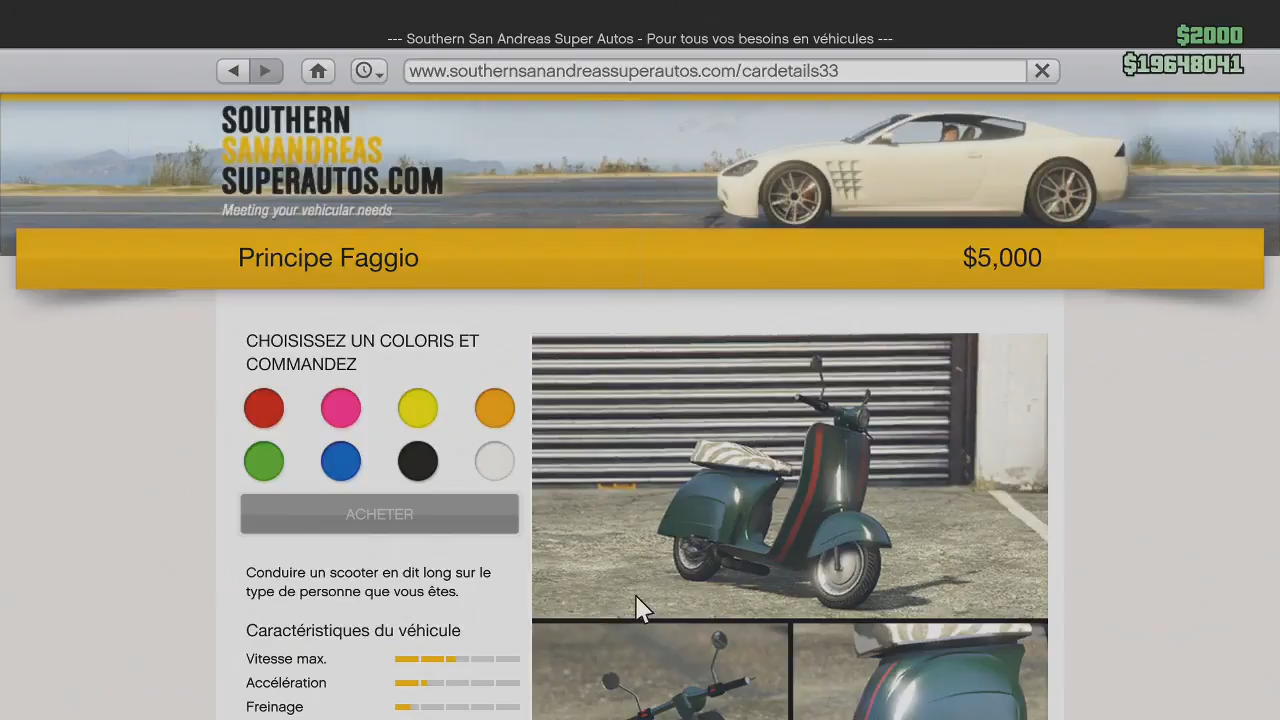 --- Southern San Andreas Super Autos - Pour tous vos besoins en véhicules ---
$2000
$19648041
www.southernsanandreassuperautos.com/cardetails33
SOUTHERN
SANANDREAS
SUPERAUTOS.COM
Meeting your vehicular needs
Principe Faggio
$5,000
CHOISISSEZ UN COLORIS ET
COMMANDEZ
ACHETER
Conduire un scooter en dit long sur le
type de personne que vous êtes.
Caractéristiques du véhicule
Vitesse max.
Accélération
Freinage